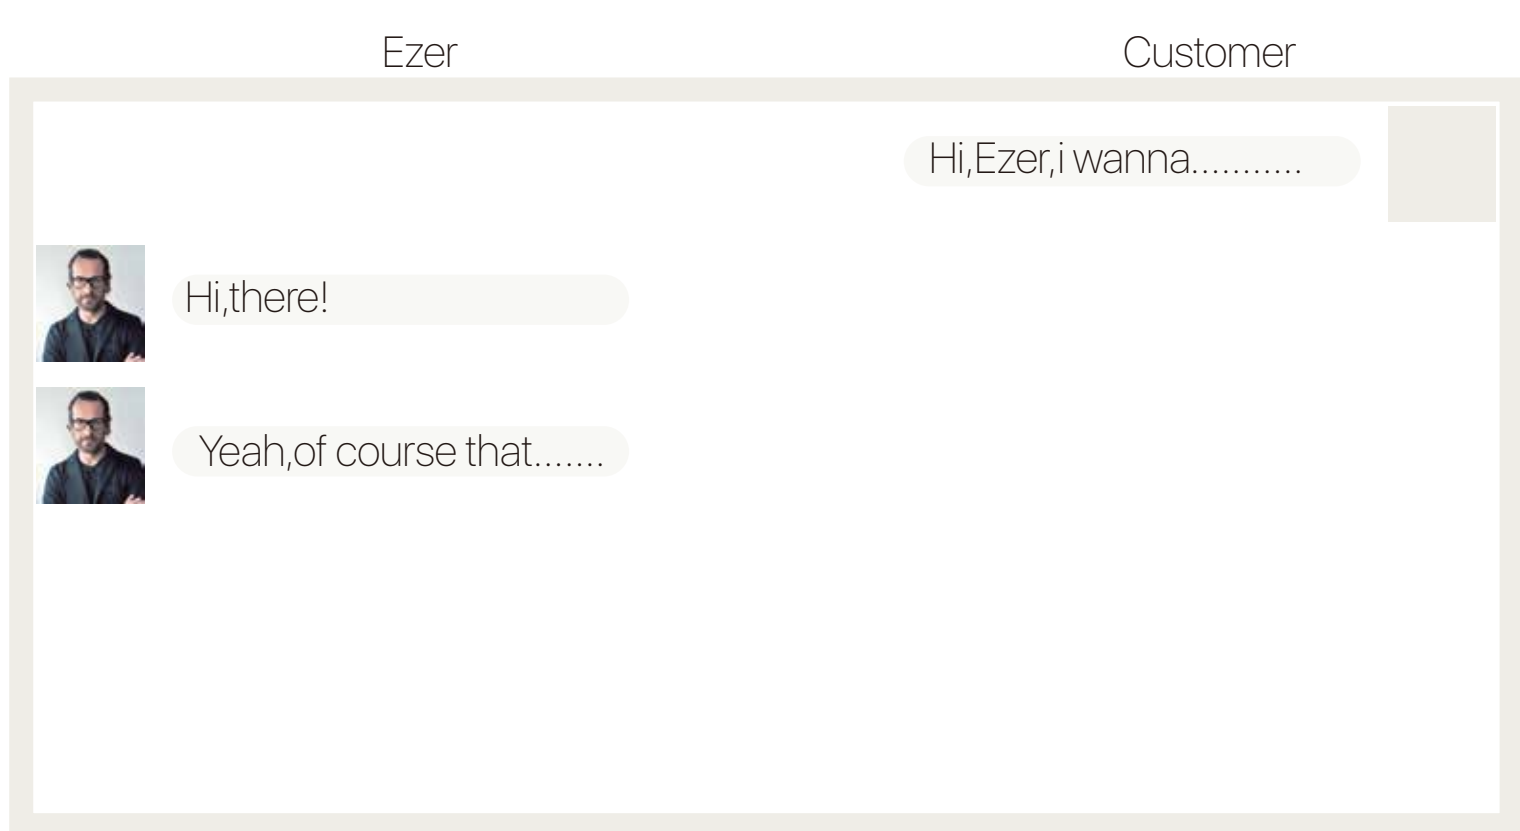 Ezer
Customer
Hi,Ezer,i wanna...........
Hi,there!
Yeah,of course that.......